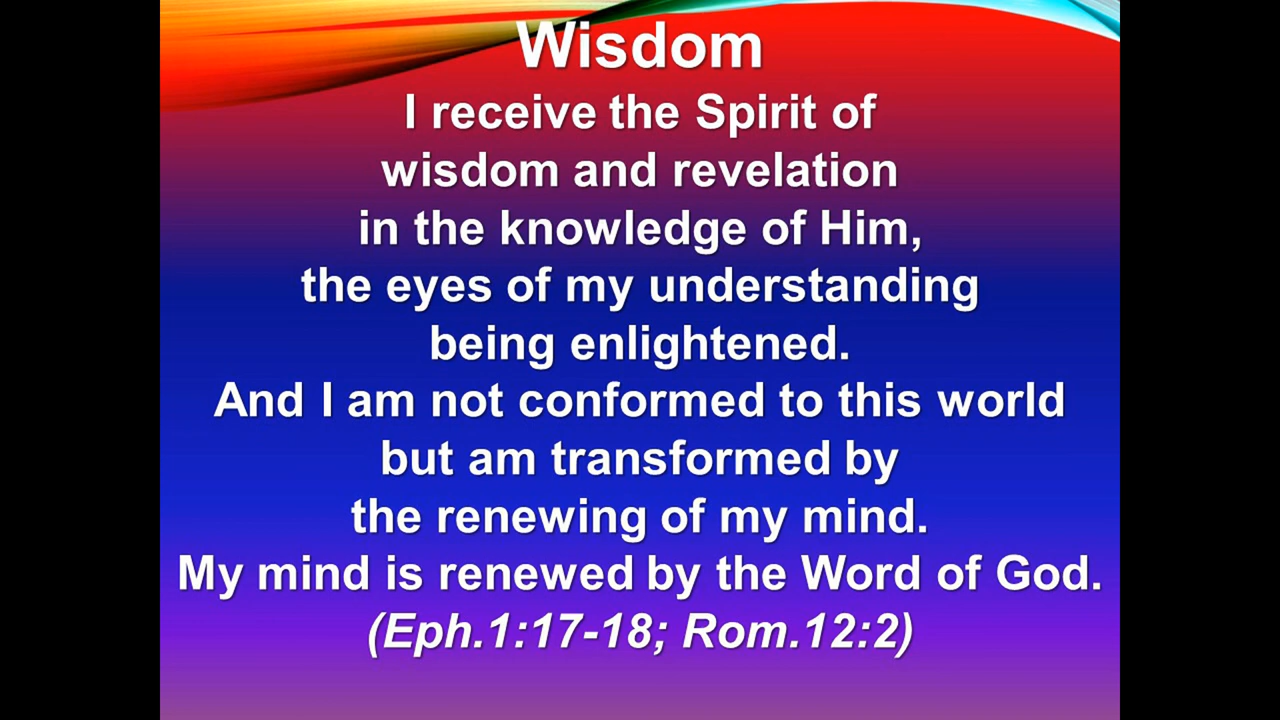 Wisdom
I receive the Spirit of
wisdom and revelation
in the knowledge of Him,
the eyes of my understanding
being enlightened.
And I am not conformed to this world
but am transformed by
the renewing of my mind.
My mind is renewed by the Word of God.
(Eph.1:17-18; Rom.12:2)